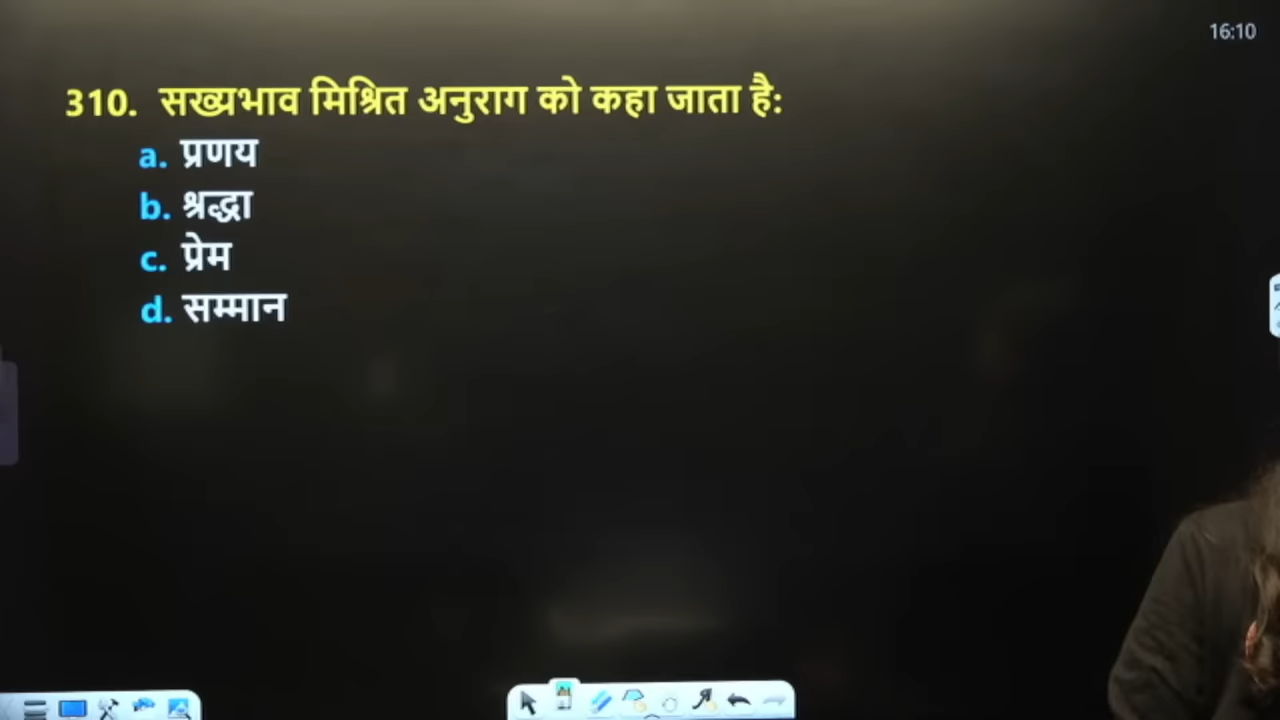 16:10
310. सख्यभाव मिश्रित अनुराग को कहा जाता है:
a. प्रणय
b. श्रद्धा
c. प्रेम
d. सम्मान